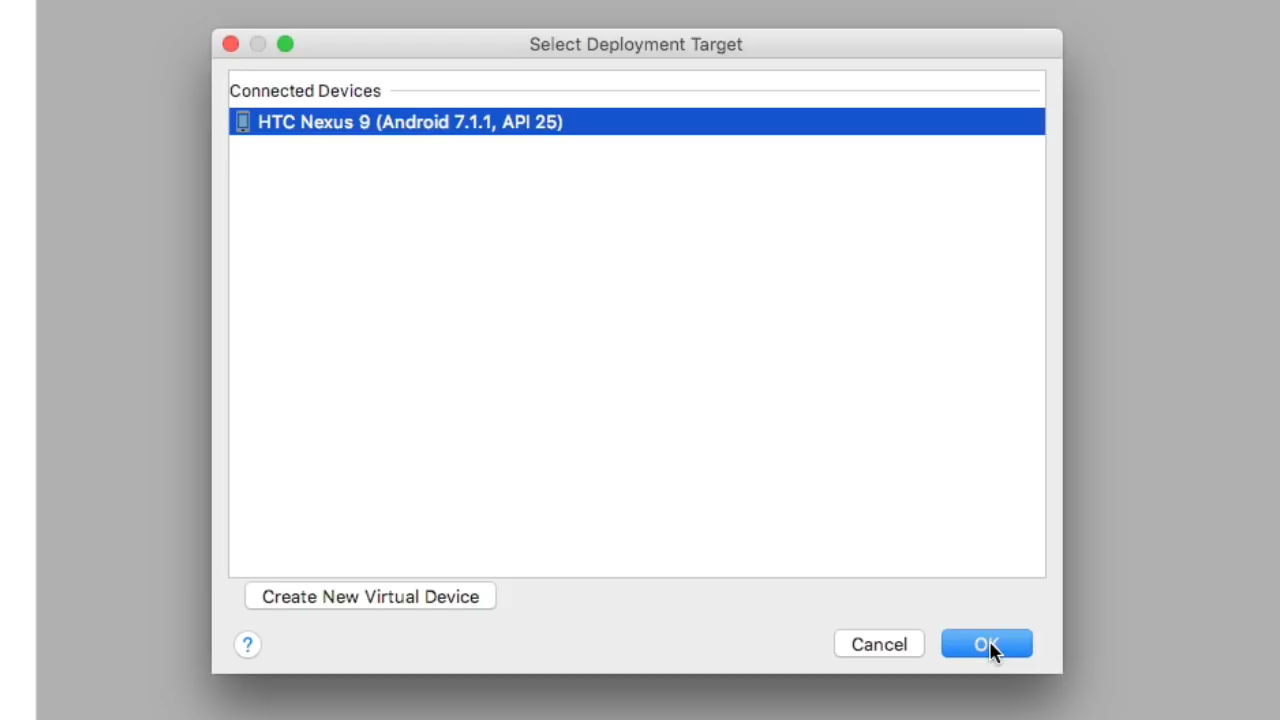 Select Deployment Target
Connected Devices
HTC Nexus 9 (Android 7.1.1, API 25)
Create New Virtual Device
?
Cancel
OK